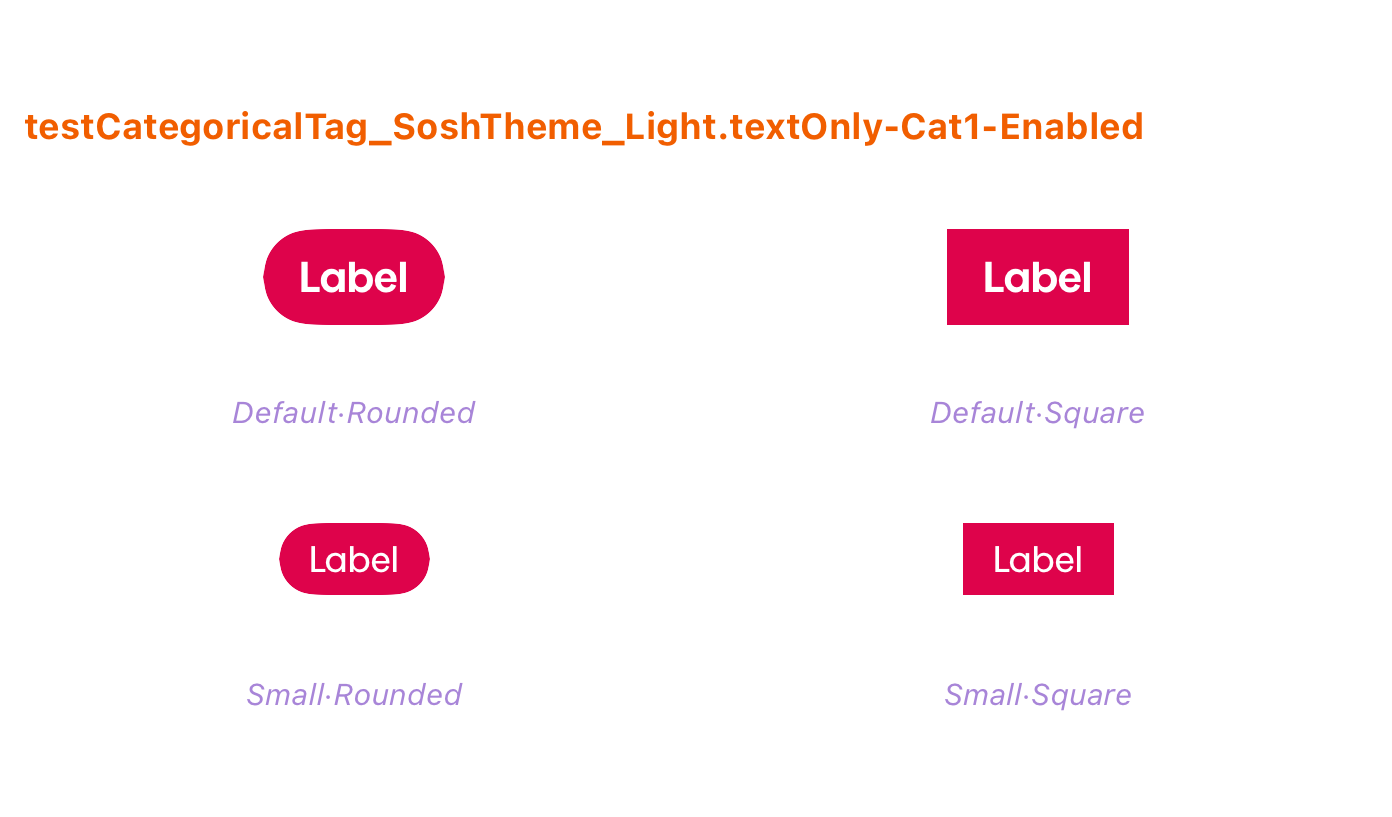 testCategoricalTag_SoshTheme_Light.textOnly-Cat1-Enabled
Label
Label
Default·Rounded
Default·Square
Label
Label
Small·Rounded
Small·Square